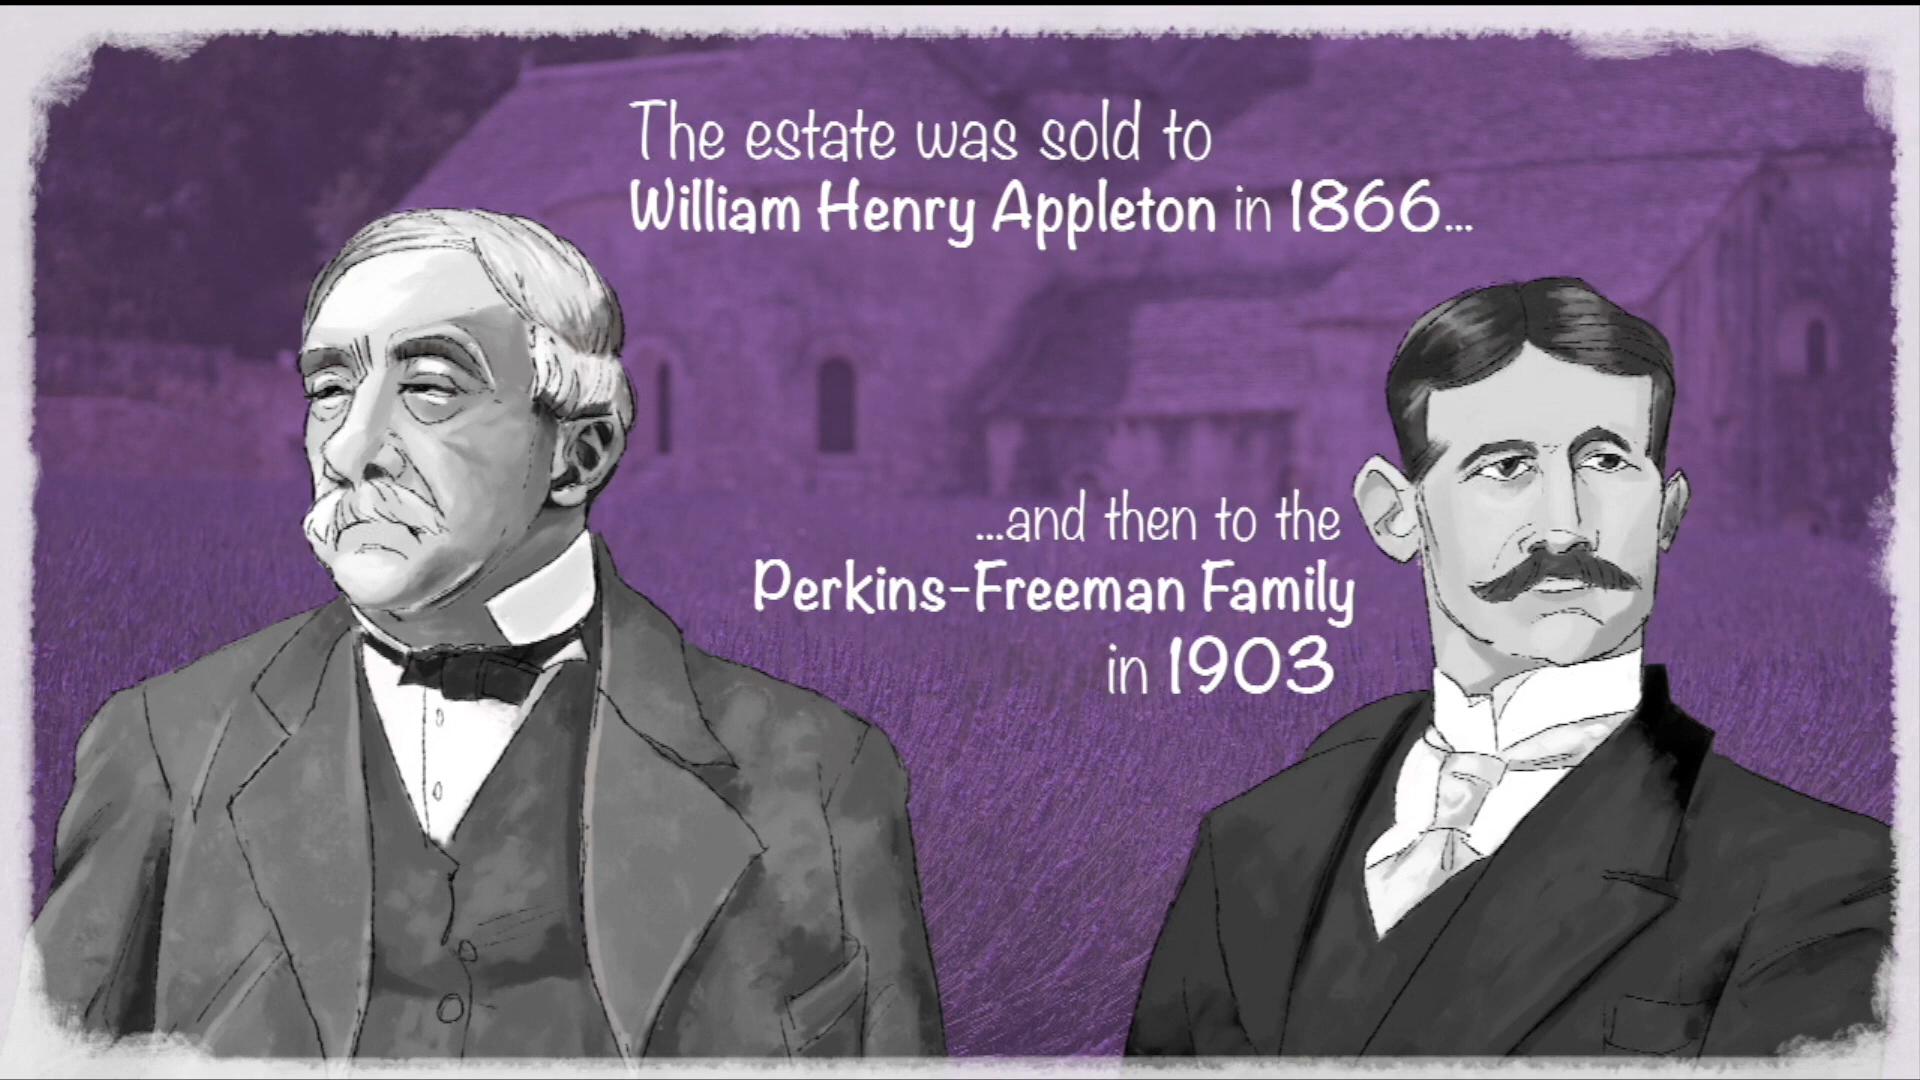 The estate was sold to
William Henry Appleton in 1866...
...and then to the
Perkins-Freeman Family
in 1903